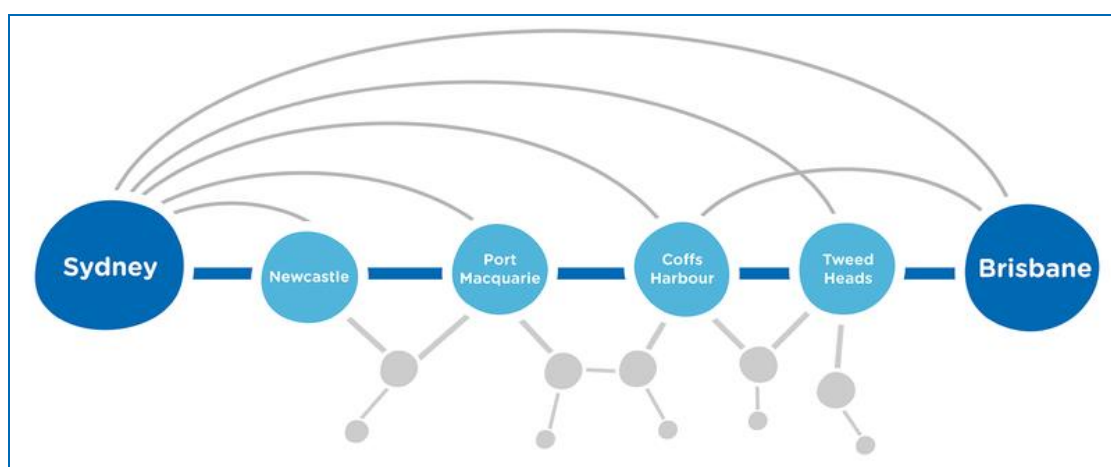 Sydney
Newcastle
Port
Macquarie
Coffs
Harbour
Tweed
Heads
Brisbane